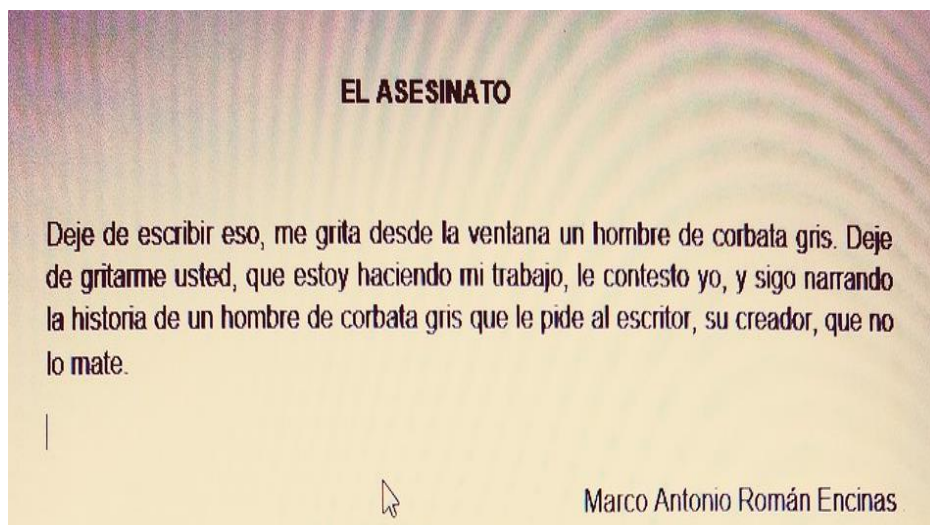 EL ASESINATO
Deje de escribir eso, me grita desde la ventana un hombre de corbata gris. Deje
de gritarme usted, que estoy haciendo mi trabajo, le contesto yo, y sigo narrando
la historia de un hombre de corbata gris que le pide al escritor, su creador, que no
lo mate.
Marco Antonio Román Encinas